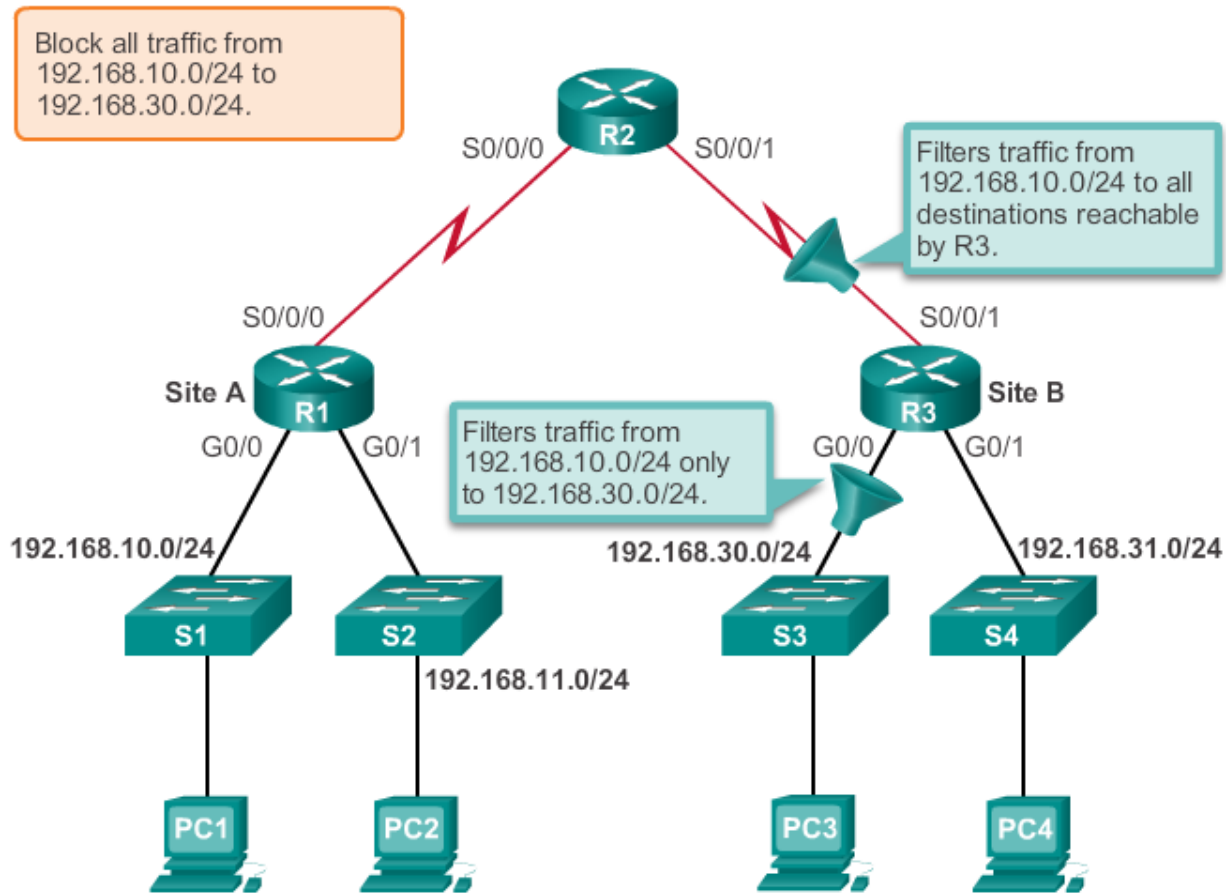 Block all traffic from
192.168.10.0/24 to
192.168.30.0/24.
R2
S0/0/0
S0/0/1
Filters traffic from
192.168.10.0/24 to all
destinations reachable
by R3.
S0/0/0
S0/0/1
Site A
R1
R3
Site B
G0/0
G0/1
Filters traffic from
192.168.10.0/24 only
to 192.168.30.0/24.
G0/0
G0/1
192.168.10.0/24
192.168.30.0/24
192.168.31.0/24
S1
S2
S3
S4
192.168.11.0/24
PC1
PC2
PC3
PC4